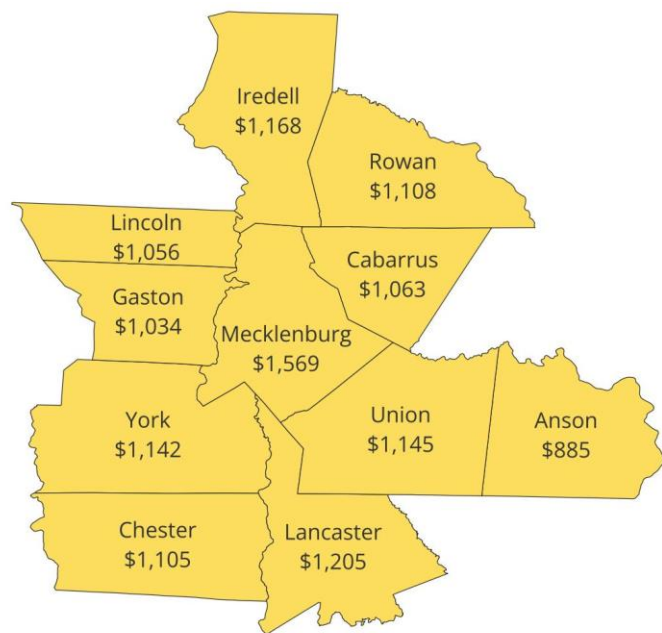 Iredell
$1,168
Rowan
$1,108
Lincoln
$1,056
Cabarrus
$1,063
Gaston
$1,034
Mecklenburg
$1,569
York
$1,142
Union
$1,145
Anson
$885
Chester
$1,105
Lancaster
$1,205